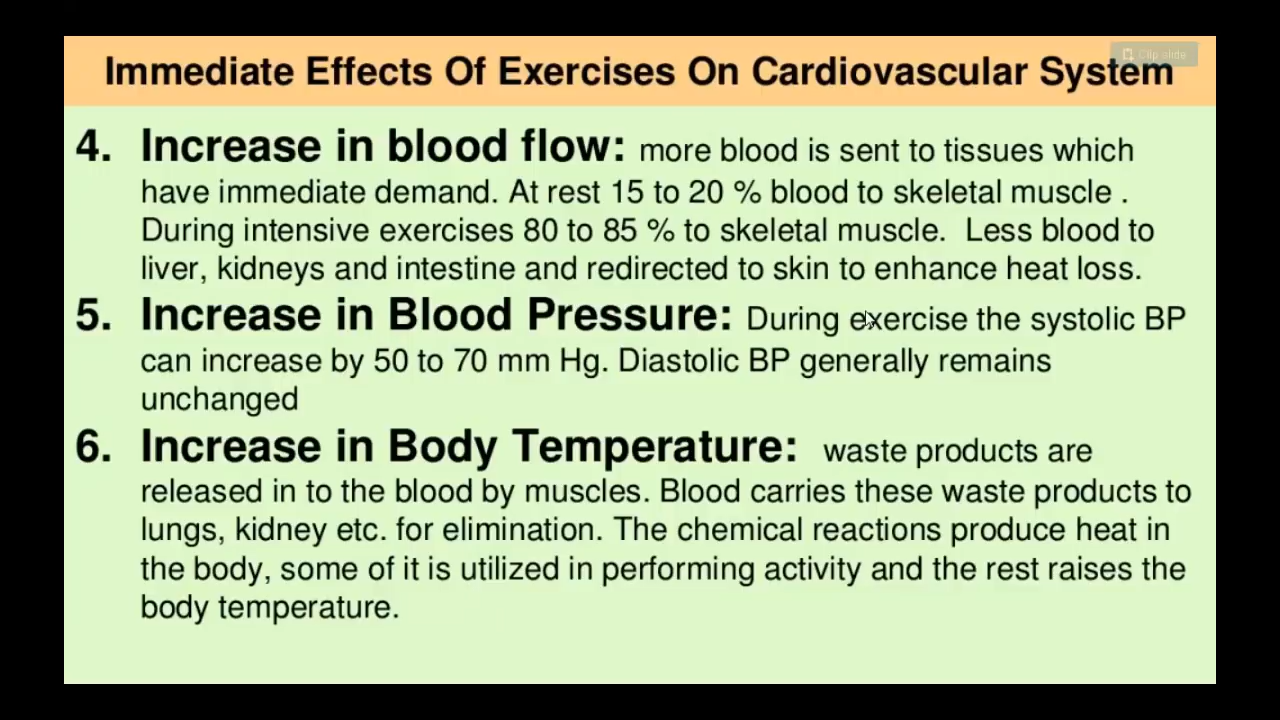 Immediate Effects Of Exercises On Cardiovascular System
Clip slide
4. Increase in blood flow: more blood is sent to tissues which
have immediate demand. At rest 15 to 20 % blood to skeletal muscle .
During intensive exercises 80 to 85 % to skeletal muscle. Less blood to
liver, kidneys and intestine and redirected to skin to enhance heat loss.
5. Increase in Blood Pressure: During exercise the systolic BP
can increase by 50 to 70 mm Hg. Diastolic BP generally remains
unchanged
6. Increase in Body Temperature: waste products are
released in to the blood by muscles. Blood carries these waste products to
lungs, kidney etc. for elimination. The chemical reactions produce heat in
the body, some of it is utilized in performing activity and the rest raises the
body temperature.